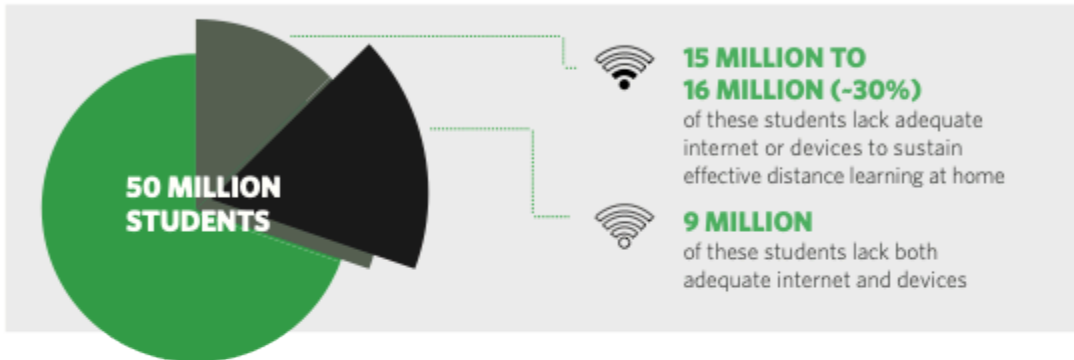 50 MILLION
STUDENTS
15 MILLION TO
16 MILLION (~30%)
of these students lack adequate
internet or devices to sustain
effective distance learning at home
9 MILLION
of these students lack both
adequate internet and devices